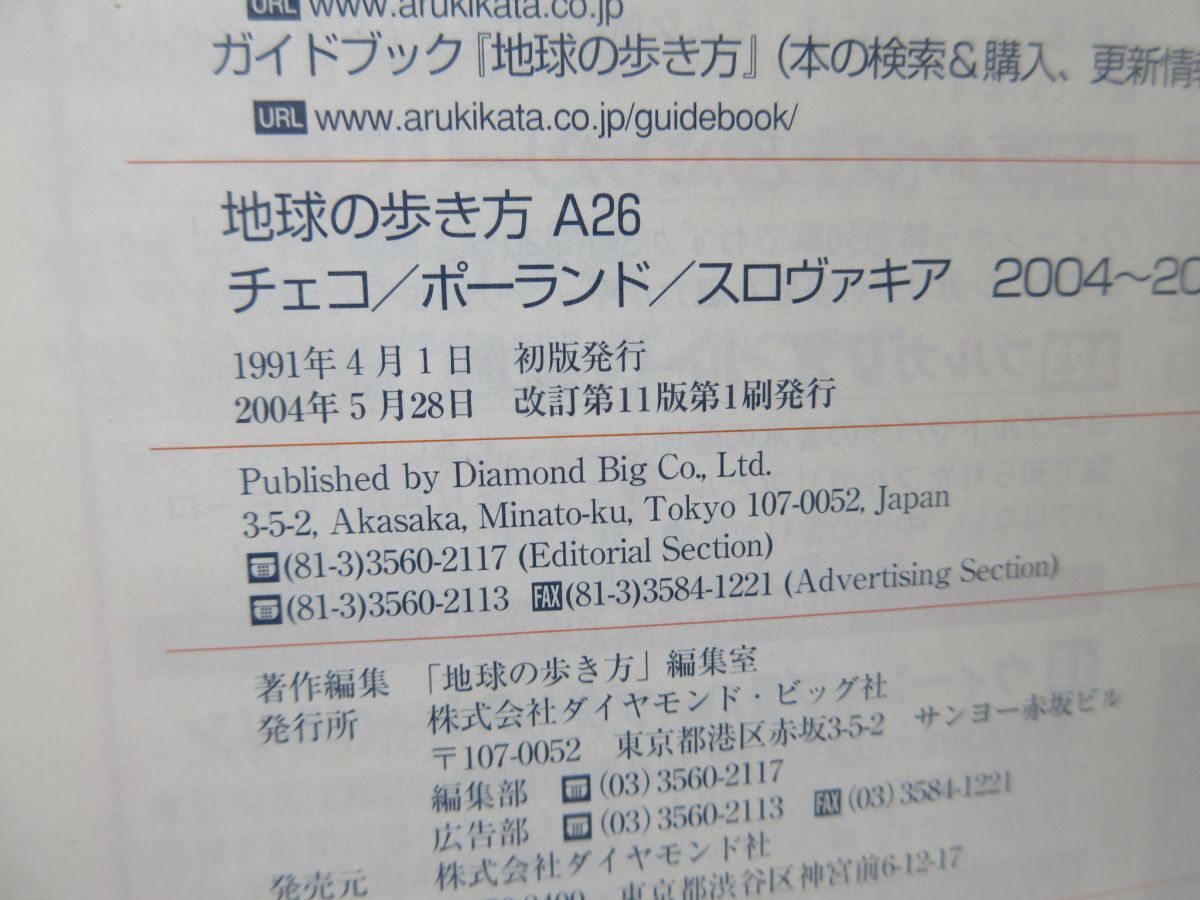 URL www.arukikata.co.jp
ガイドブック『地球の歩き方』(本の検索&購入、更新情報
URL www.arukikata.co.jp/guidebook/
地球の歩き方 A26
チェコ/ポーランド/スロヴァキア 2004~20
1991年4月1日 初版発行
2004年5月28日 改訂第11版第1刷発行
Published by Diamond Big Co., Ltd.
3-5-2, Akasaka, Minato-ku, Tokyo 107-0052, Japan
☎(81-3)3560-2117 (Editorial Section)
☎(81-3)3560-2113 FAX(81-3)3584-1221 (Advertising Section)
著作編集 「地球の歩き方」編集室
発行所 株式会社ダイヤモンド・ビッグ社
〒107-0052 東京都港区赤坂3-5-2 サンヨー赤坂ビル
編集部 ☎(03)3560-2117
広告部 ☎(03)3560-2113 FAX(03)3584-1221
発売元 株式会社ダイヤモンド社
東京都渋谷区神宮前6-12-17